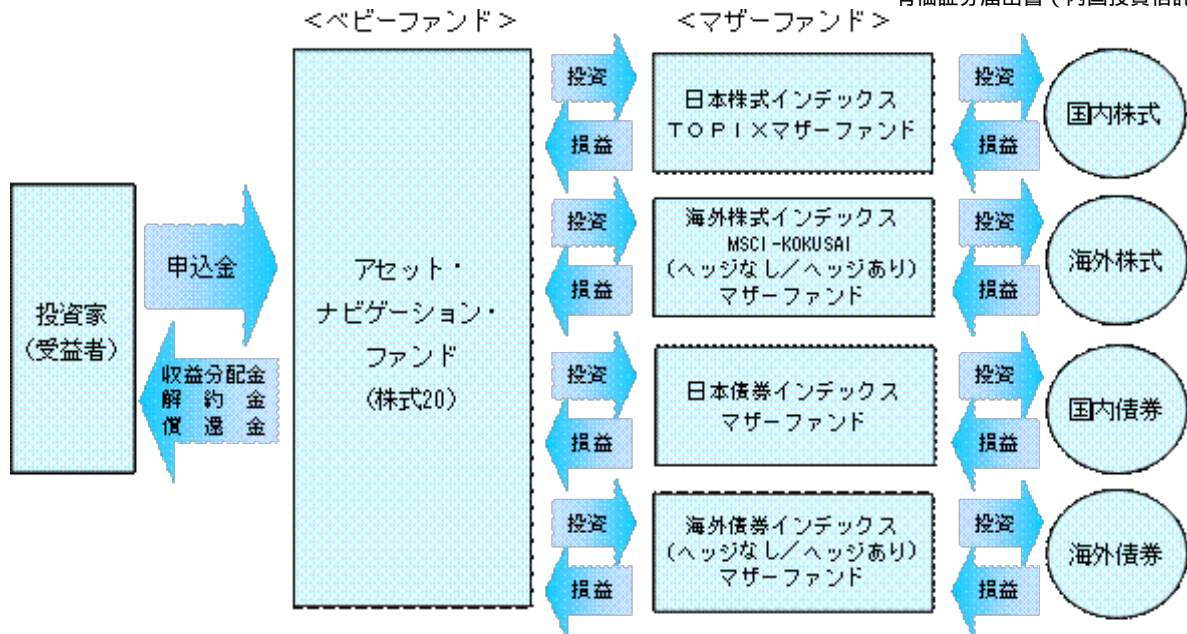 ＜ベビーファンド＞
＜マザーファンド＞
投資家
(受益者)
申込金
収益分配金
解 約 金
償 還 金
アセット・
ナビゲーション・
ファンド
(株式20)
投資
損益
日本株式インデックス
ＴＯＰＩＸマザーファンド
投資
損益
国内株式
投資
損益
海外株式インデックス
MSCI-KOKUSAI
(ヘッジなし／ヘッジあり)
マザーファンド
投資
損益
海外株式
投資
損益
日本債券インデックス
マザーファンド
投資
損益
国内債券
投資
損益
海外債券インデックス
(ヘッジなし／ヘッジあり)
マザーファンド
投資
損益
海外債券